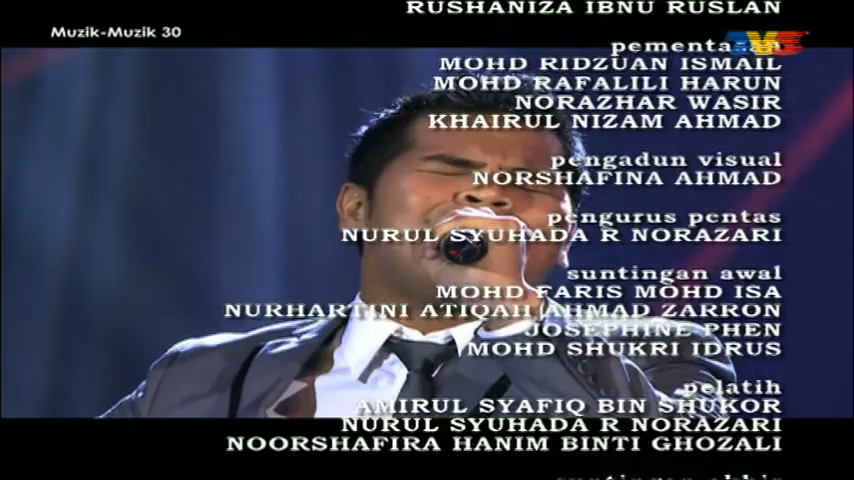 RUSHANIZA IBNU RUSLAN
Muzik-Muzik 30
pementasan
MOHD RIDZUAN ISMAIL
MOHD RAFALILI HARUN
NORAZHAR WASIR
KHAIRUL NIZAM AHMAD
pengadun visual
NORSHAFINA AHMAD
pengurus pentas
NURUL SYUHADA R NORAZARI
suntingan awal
MOHD FARIS MOHD ISA
NURHARTINI ATIQAH AHMAD ZARRON
JOSEPHINE PHEN
MOHD SHUKRI IDRUS
pelatih
AMIRUL SYAFIQ BIN SHUKOR
NURUL SYUHADA R NORAZARI
NOORSHAFIRA HANIM BINTI GHOZALI